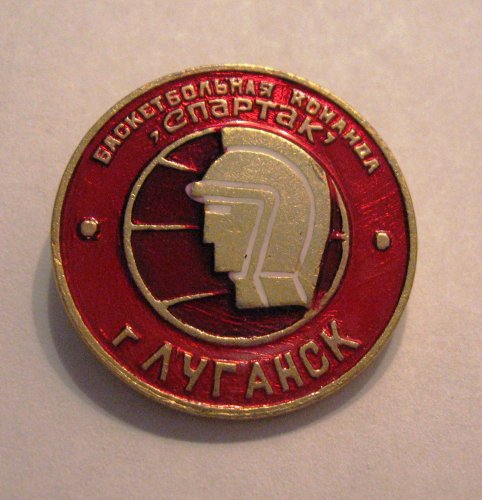 БАСКЕТБОЛЬНАЯ КОМАНДА
„СПАРТАК”
Г ЛУГАНСК